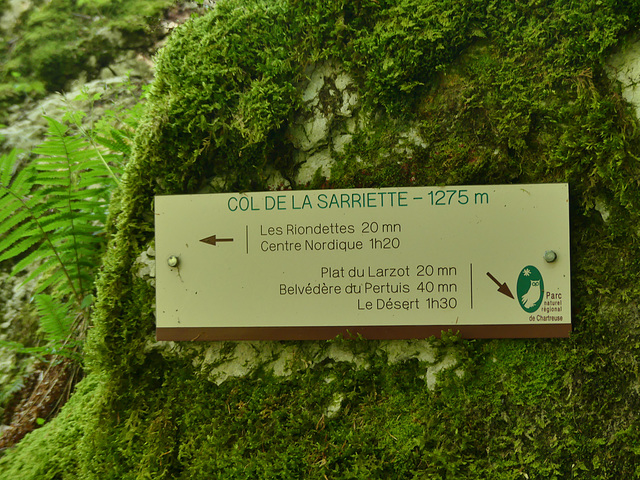 COL DE LA SARRIETTE - 1275 m
Les Riondettes 20 mn
Centre Nordique 1h20
Plat du Larzot 20 mn
Belvédère du Pertuis 40 mn
Le Désert 1h30
Parc
naturel
régional
de Chartreuse